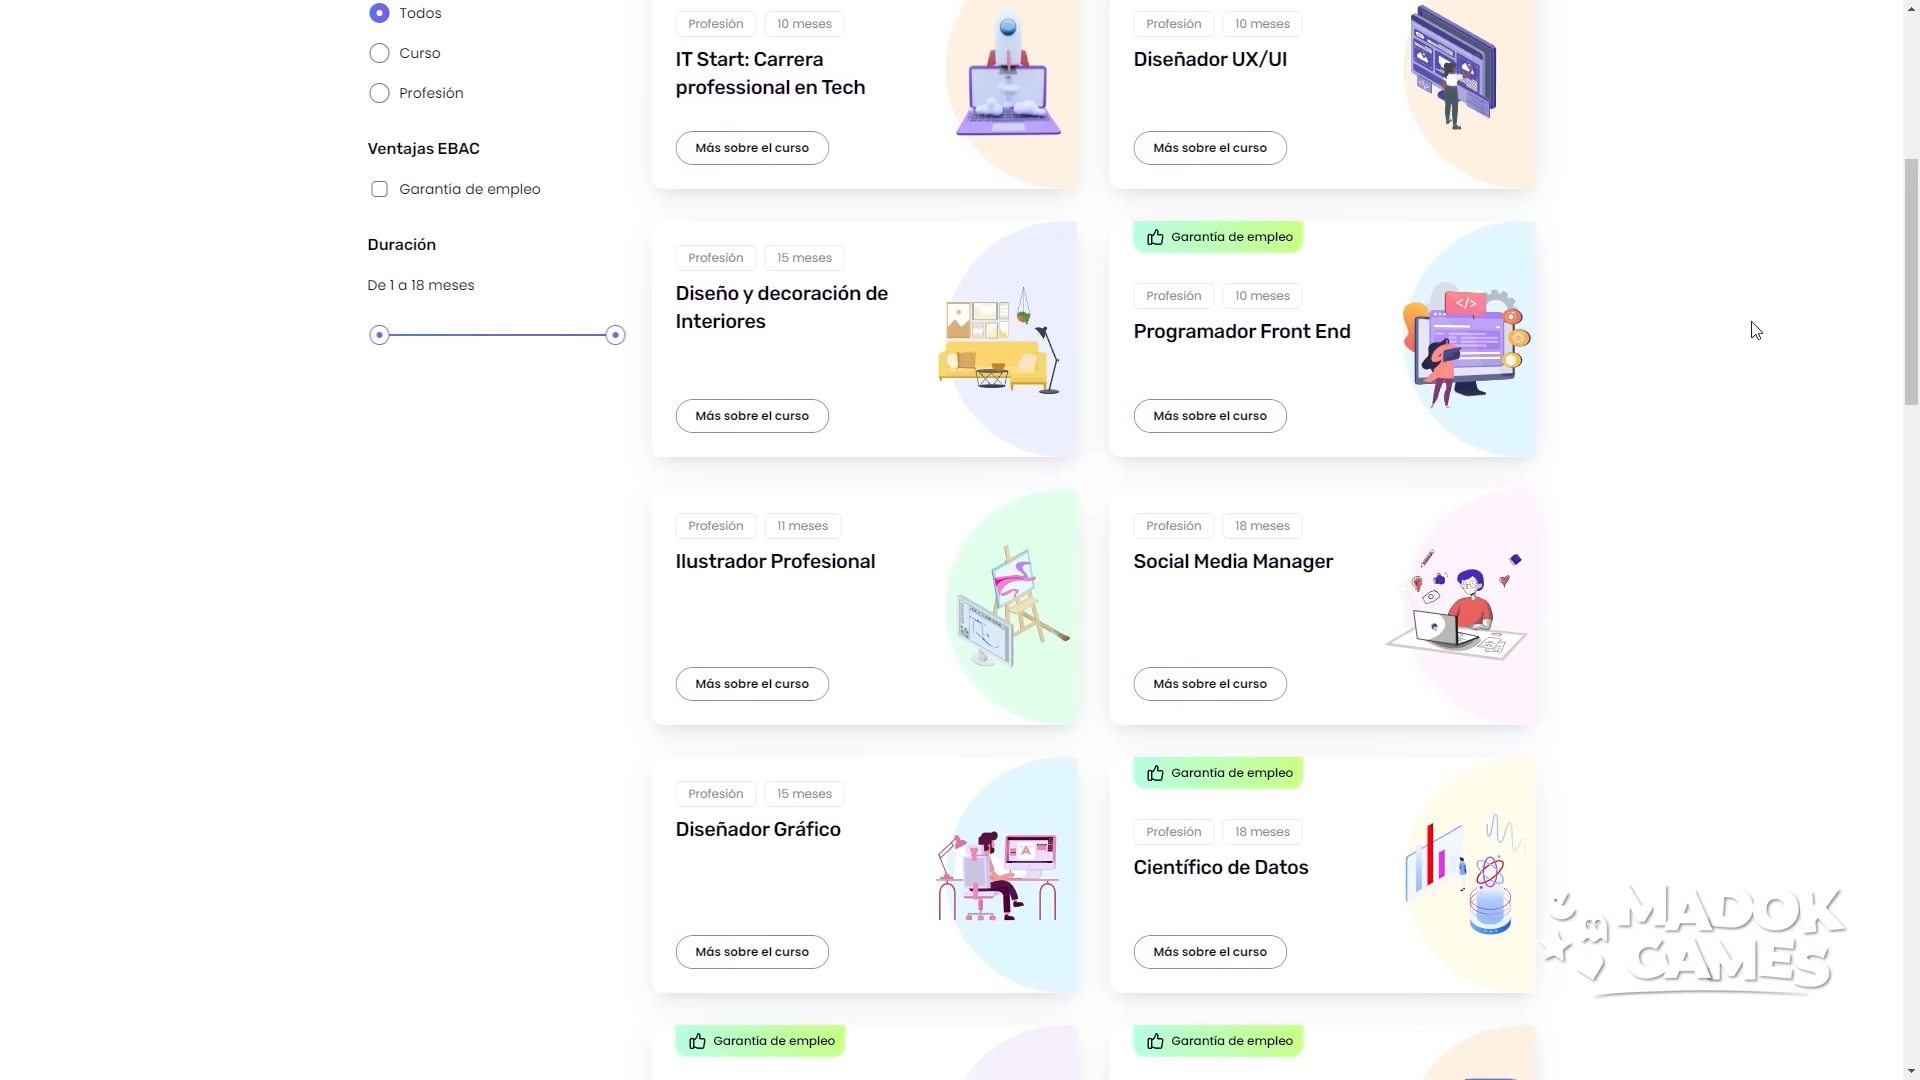 Todos
Curso
Profesión
Ventajas EBAC
Garantía de empleo
Duración
De 1 a 18 meses
Profesión 10 meses
IT Start: Carrera
professional en Tech
Más sobre el curso
Profesión 10 meses
Diseñador UX/UI
Más sobre el curso
Profesión 15 meses
Diseño y decoración de
Interiores
Más sobre el curso
Garantía de empleo
Profesión 10 meses
Programador Front End
</>
Más sobre el curso
Profesión 11 meses
Ilustrador Profesional
Más sobre el curso
Profesión 18 meses
Social Media Manager
Más sobre el curso
Profesión 15 meses
Diseñador Gráfico
A
Más sobre el curso
Garantía de empleo
Profesión 18 meses
Científico de Datos
Más sobre el curso
Garantía de empleo
Garantía de empleo
MADOK
GAMES